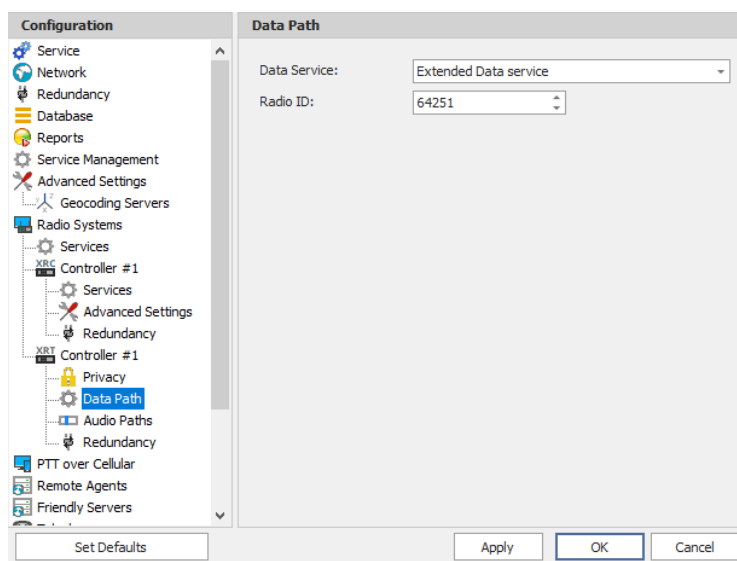 Configuration
Service
Network
Redundancy
Database
Reports
Service Management
Advanced Settings
Geocoding Servers
Radio Systems
Services
XRC Controller #1
Services
Advanced Settings
Redundancy
XRT Controller #1
Privacy
Data Path
Audio Paths
Redundancy
PTT over Cellular
Remote Agents
Friendly Servers
Set Defaults
Data Path
Data Service: Extended Data service
Radio ID: 64251
Apply OK Cancel